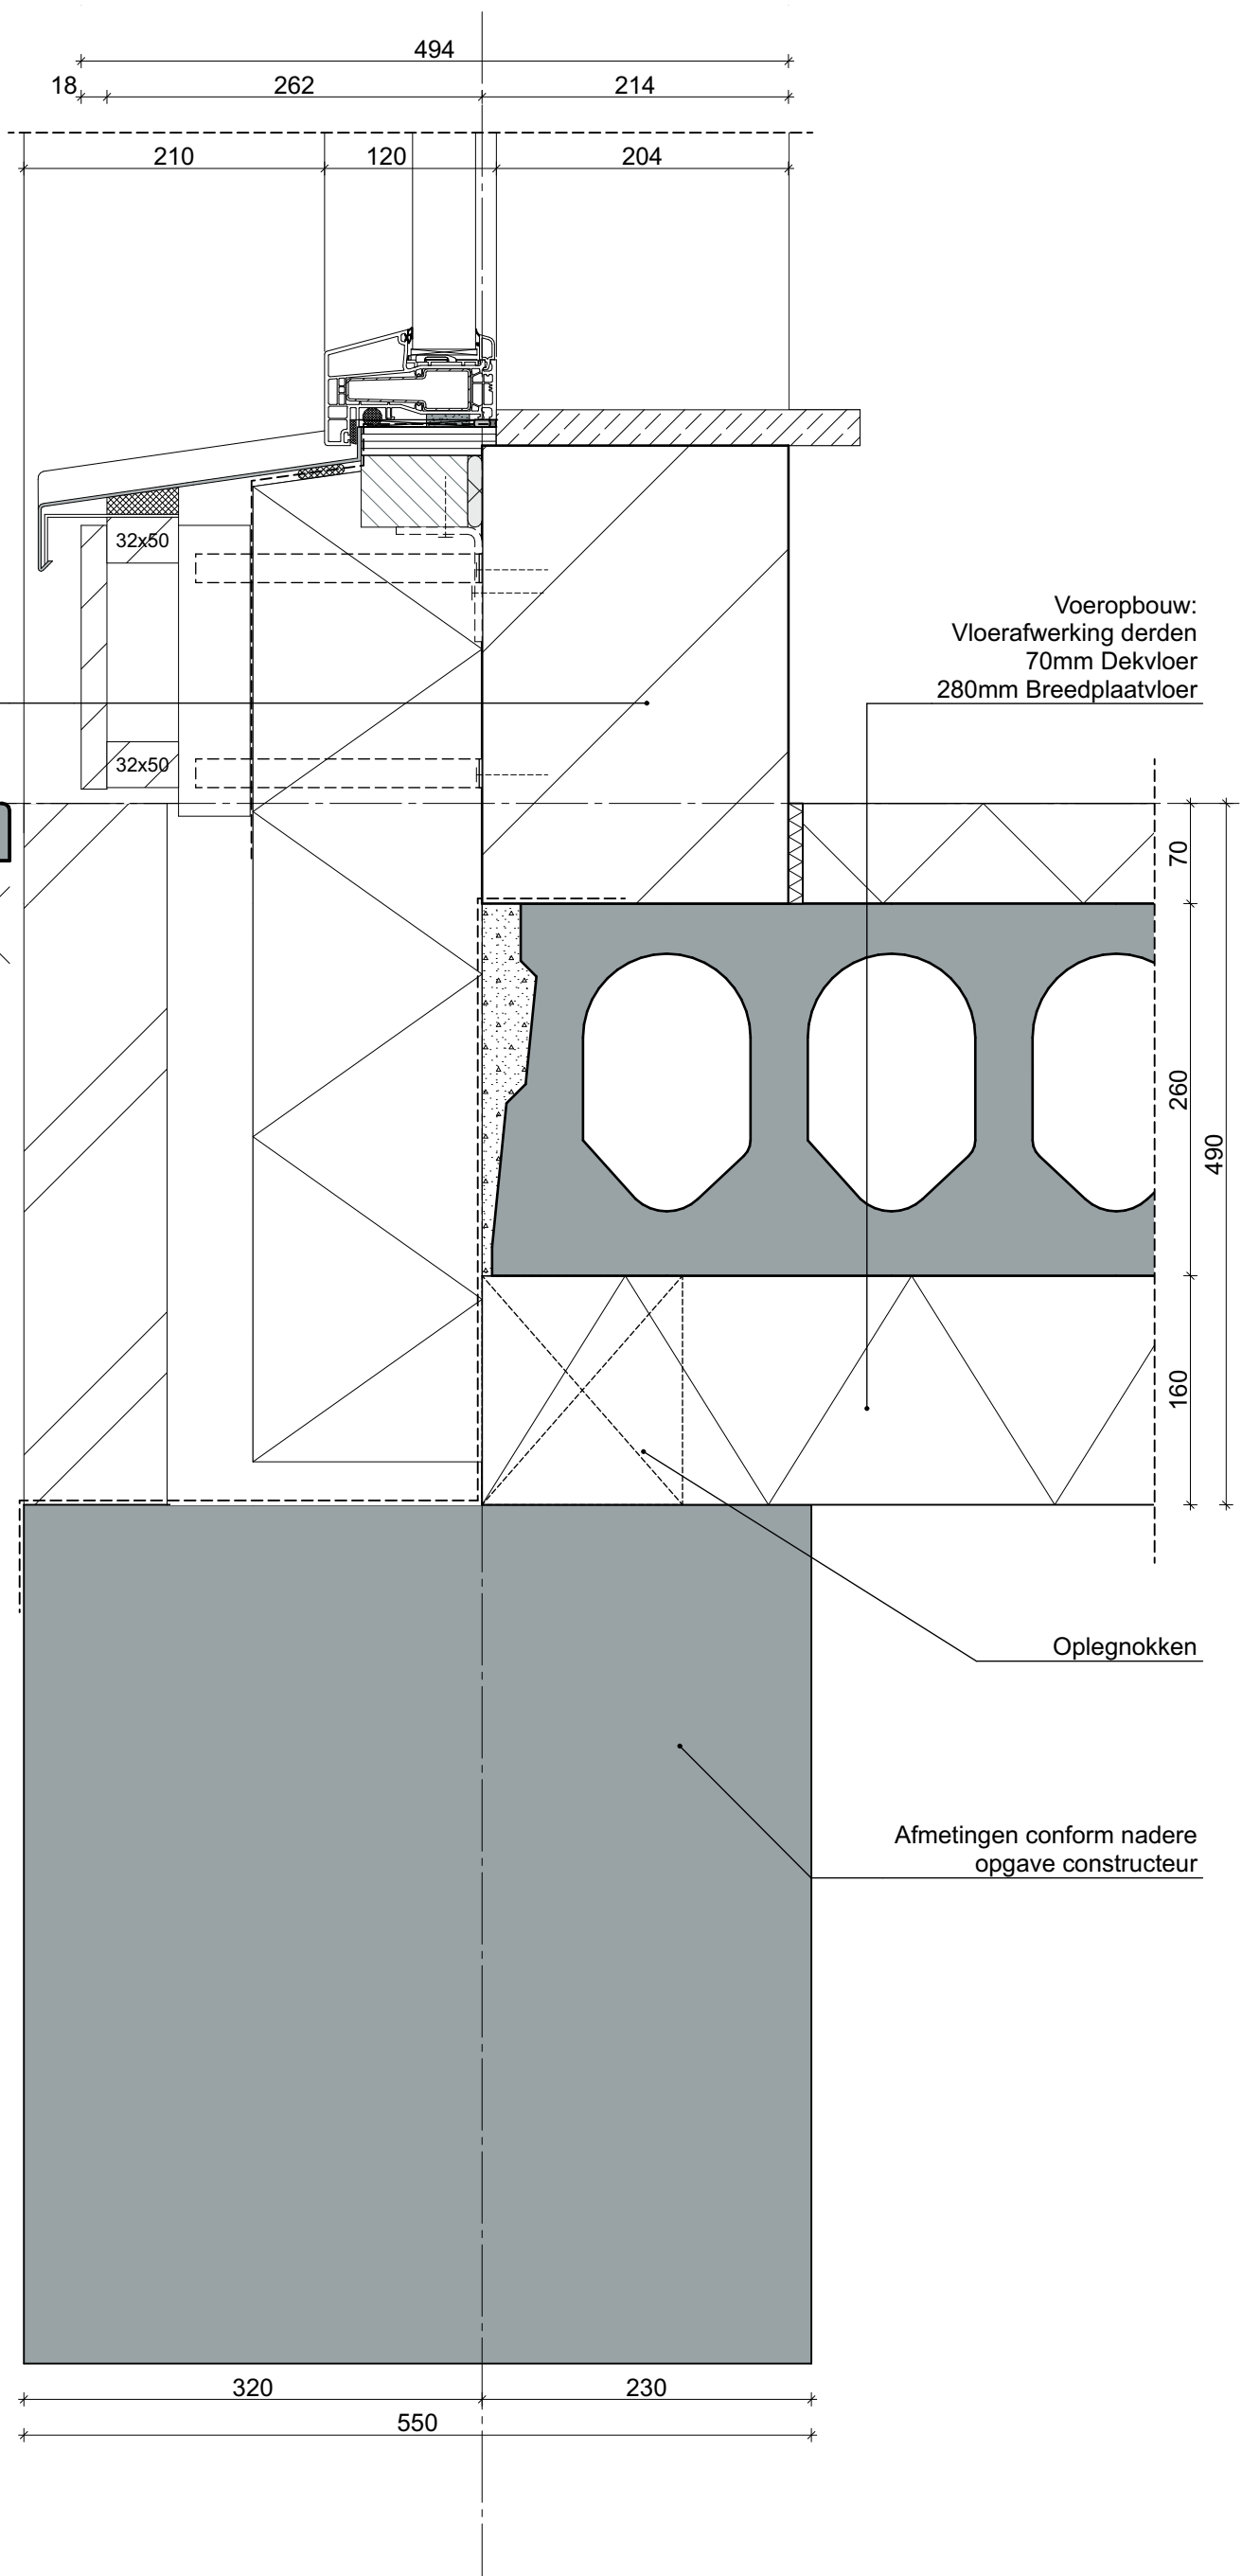 494
18 262 214
210 120 204
32x50
Voeropbouw:
Vloerafwerking derden
70mm Dekvloer
280mm Breedplaatvloer
32x50
70
260
490
160
Oplegnokken
Afmetingen conform nadere
opgave constructeur
320 230
550